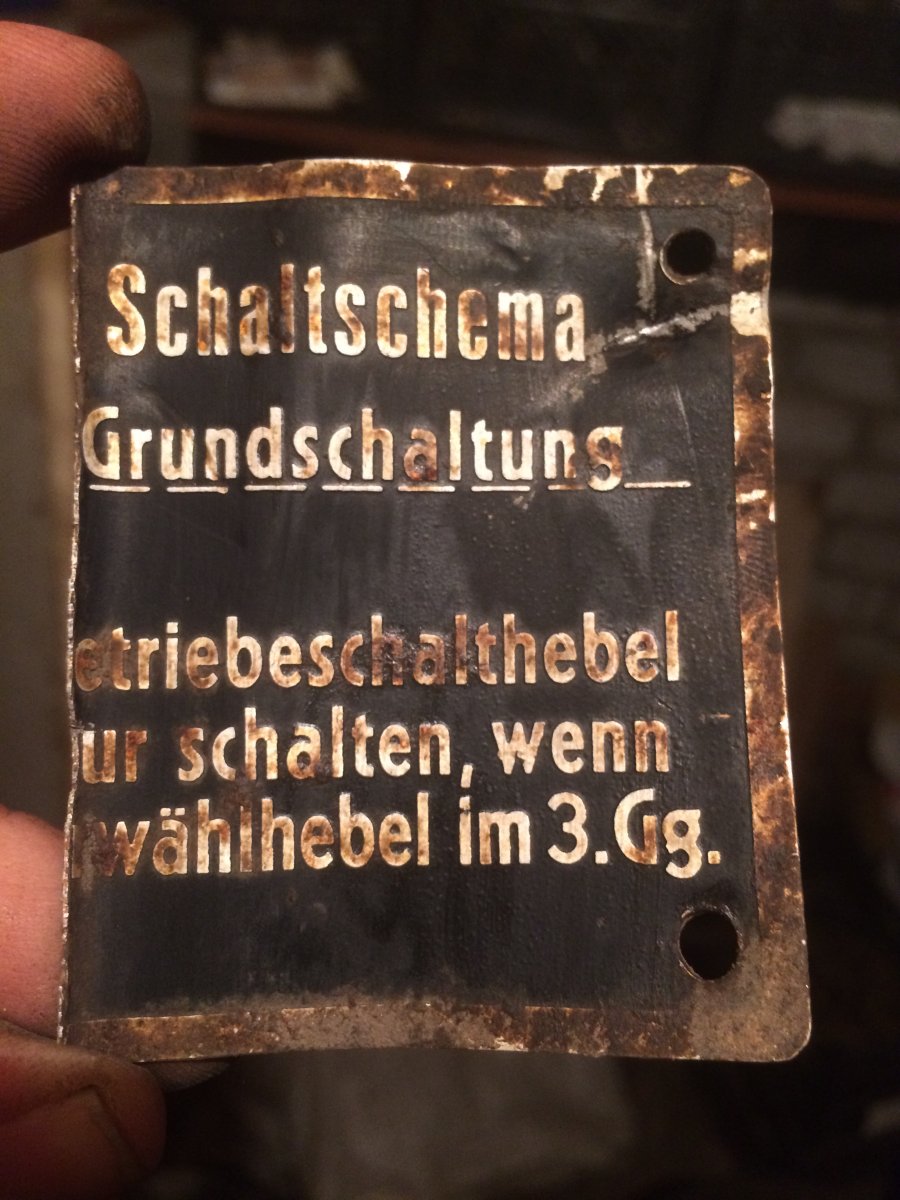 Schaltschema
Grundschaltung
etriebeschalthebel
ur schalten, wenn
wählhebel im 3. Gg.